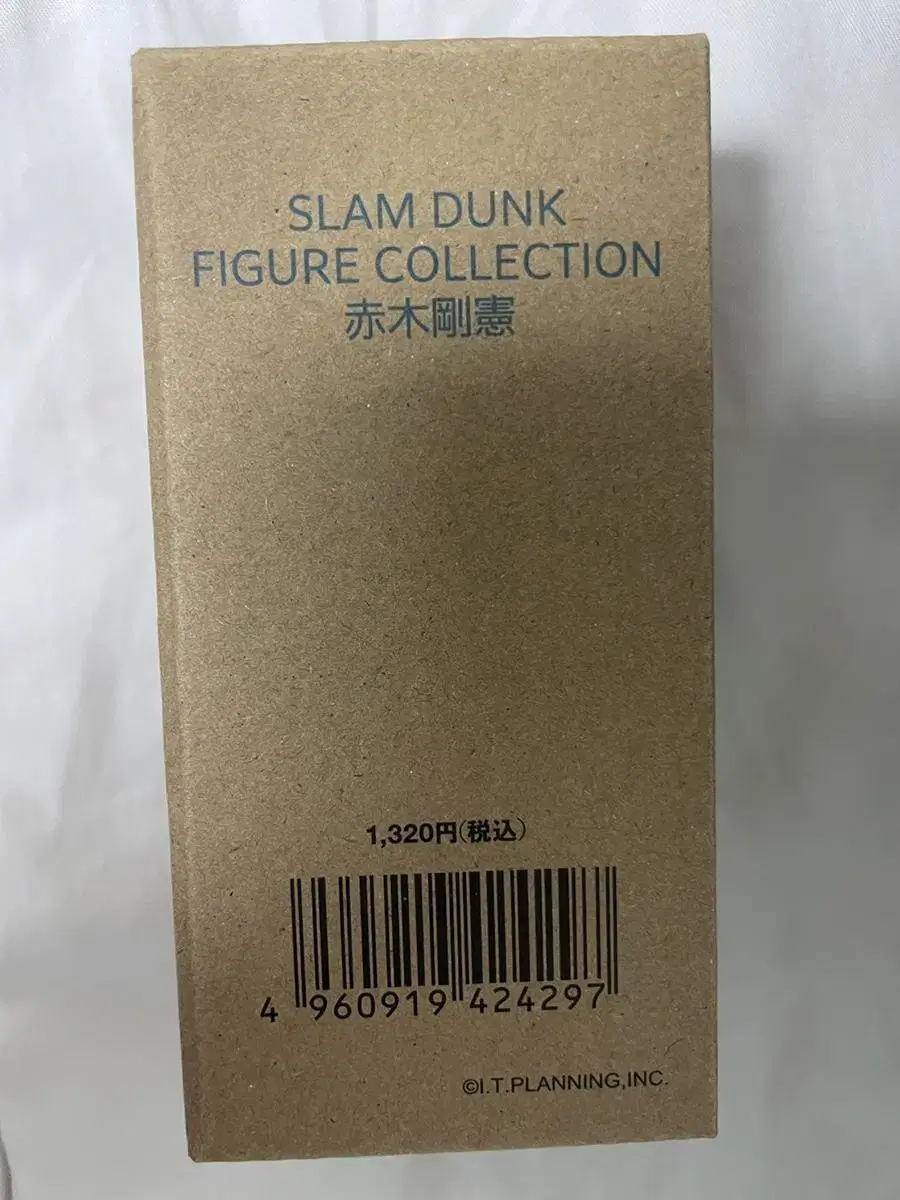 SLAM DUNK
FIGURE COLLECTION
赤木剛憲
1,320円(税込)
4 960919 424297
©I.T.PLANNING,INC.